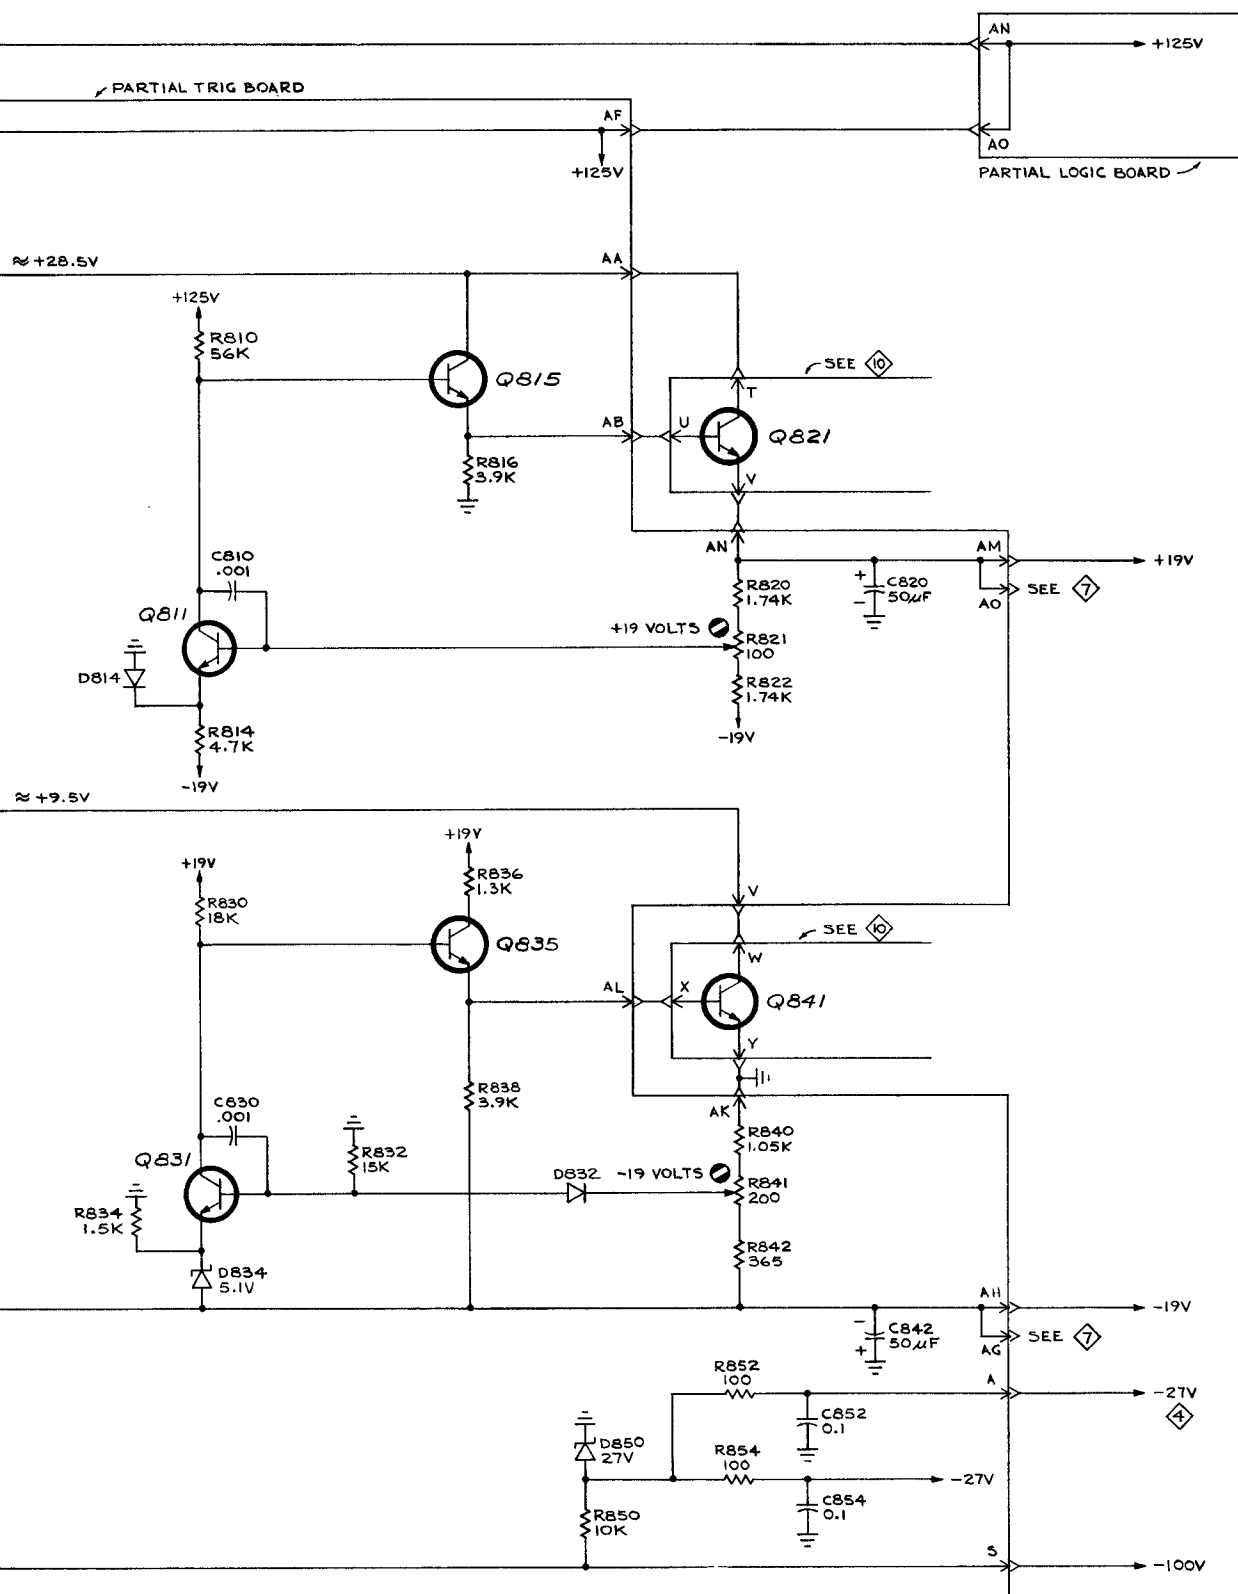 AN
+125V
PARTIAL TRIG BOARD
AF
+125V
AO
PARTIAL LOGIC BOARD
≈ +28.5V
AA
+125V
R810
56K
Q815
SEE 10
T
AB
U
Q821
R816
3.9K
V
AN
AM
+19V
C810
.001
R820
1.74K
+
C820
50μF
-
AO
SEE 7
Q811
+19 VOLTS
R821
100
D814
R822
1.74K
R814
4.7K
-19V
-19V
≈ +9.5V
+19V
+19V
R836
1.3K
R830
18K
V
SEE 10
Q835
W
AL
X
Q841
Y
R838
3.9K
AK
C830
.001
R840
1.05K
Q831
R832
15K
D832
-19 VOLTS
R841
200
R834
1.5K
R842
365
D834
5.1V
AH
-19V
-
C842
50μF
+
SEE 7
AG
R852
100
A
-27V
4
C852
0.1
D850
27V
R854
100
-27V
C854
0.1
R850
10K
S
-100V